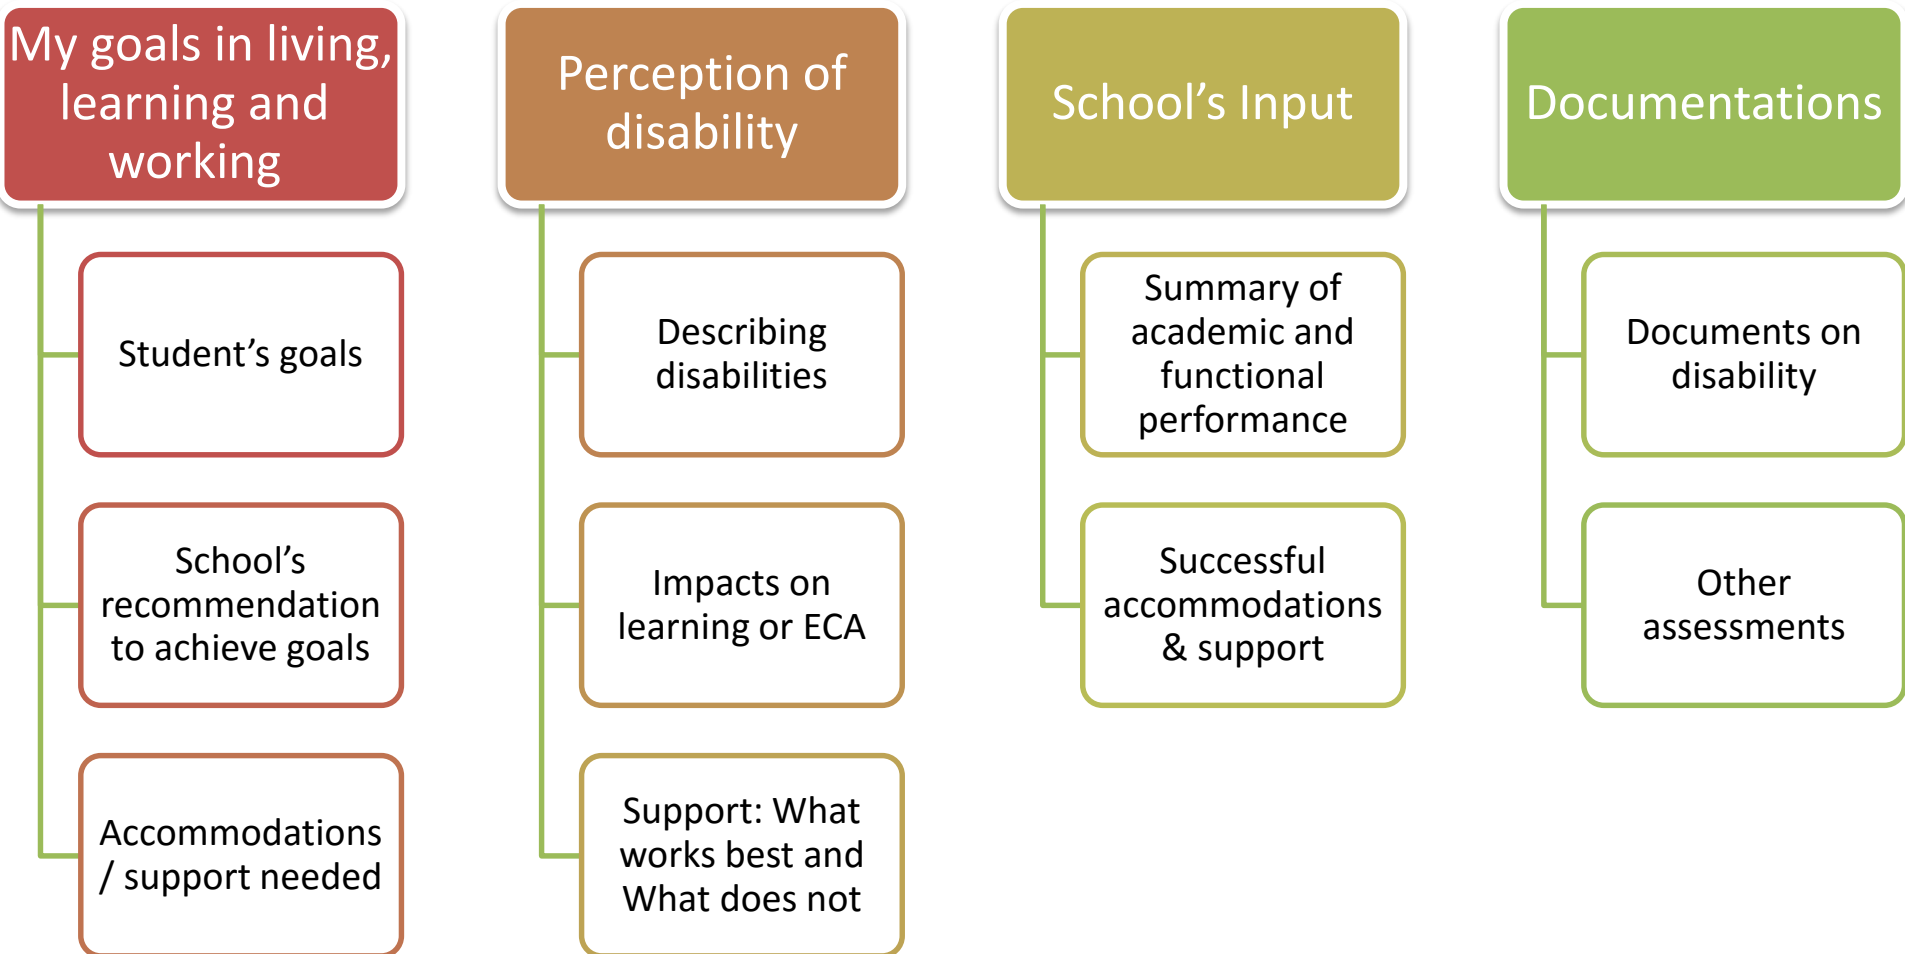 My goals in living,
learning and
working
Student’s goals
School’s
recommendation
to achieve goals
Accommodations
/ support needed
Perception of
disability
Describing
disabilities
Impacts on
learning or ECA
Support: What
works best and
What does not
School’s Input
Summary of
academic and
functional
performance
Successful
accommodations
& support
Documentations
Documents on
disability
Other
assessments